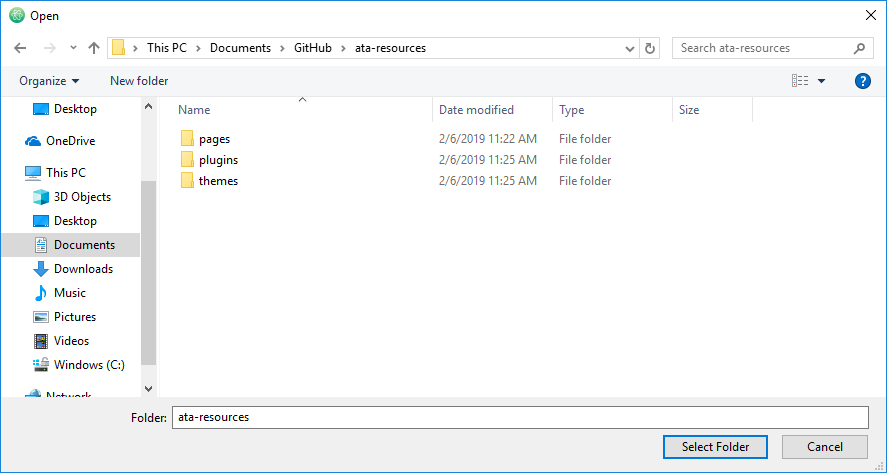 Open
This PC > Documents > GitHub > ata-resources
Search ata-resources
Organize New folder
?
Name Date modified Type Size
pages 2/6/2019 11:22 AM File folder
plugins 2/6/2019 11:25 AM File folder
themes 2/6/2019 11:25 AM File folder
Desktop
OneDrive
This PC
3D Objects
Desktop
Documents
Downloads
Music
Pictures
Videos
Windows (C:)
Network
Folder: ata-resources
Select Folder Cancel